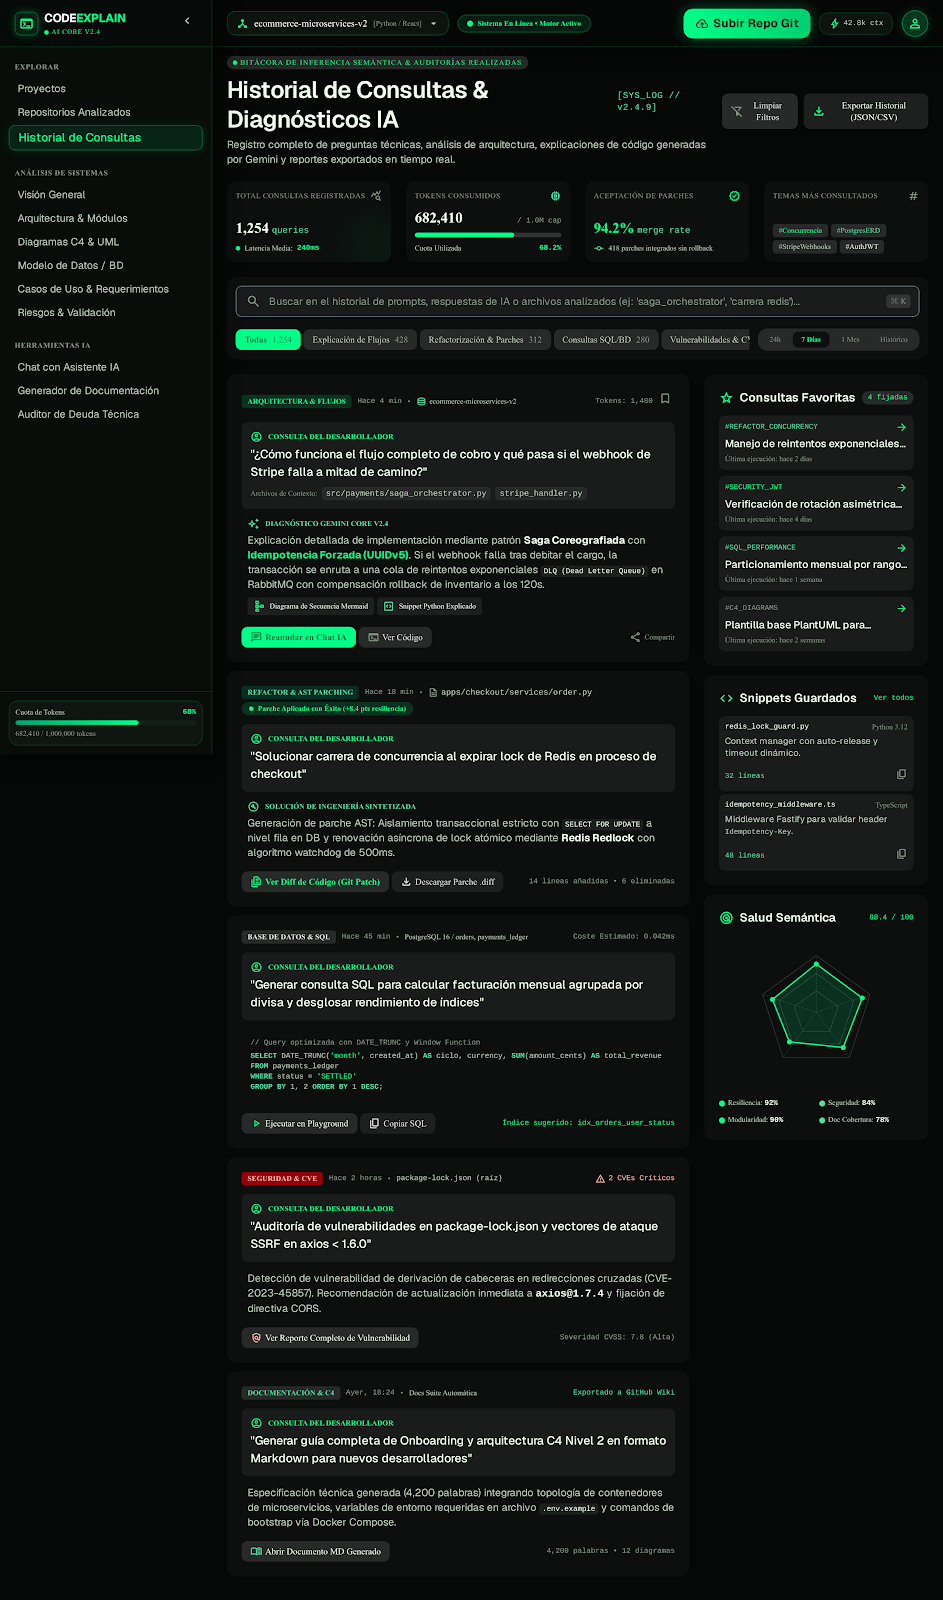 CODEEXPLAIN
AI CORE V2.4
EXPLORAR
Proyectos
Repositorios Analizados
Historial de Consultas
ANÁLISIS DE SISTEMAS
Visión General
Arquitectura & Módulos
Diagramas C4 & UML
Modelo de Datos / BD
Casos de Uso & Requerimientos
Riesgos & Validación
HERRAMIENTAS IA
Chat con Asistente IA
Generador de Documentación
Auditor de Deuda Técnica
Cuota de Tokens 68%
682,410 / 1,000,000 tokens
ecommerce-microservices-v2 [Python / React]
Sistema En Línea • Motor Activo
Subir Repo Git
42.8k ctx
BITÁCORA DE INFERENCIA SEMÁNTICA & AUDITORÍAS REALIZADAS
Historial de Consultas &
Diagnósticos IA
[SYS_LOG //
v2.4.9]
Registro completo de preguntas técnicas, análisis de arquitectura, explicaciones de código generadas
por Gemini y reportes exportados en tiempo real.
Limpiar
Filtros
Exportar Historial
(JSON/CSV)
TOTAL CONSULTAS REGISTRADAS
1,254 queries
Latencia Media: 240ms
TOKENS CONSUMIDOS
682,410 / 1.0M cap
Cuota Utilizada 68.2%
ACEPTACIÓN DE PARCHES
94.2% merge rate
418 parches integrados sin rollback
TEMAS MÁS CONSULTADOS #
#Concurrencia #PostgresERD
#StripeWebhooks #AuthJWT
Buscar en el historial de prompts, respuestas de IA o archivos analizados (ej: 'saga_orchestrator', 'carrera redis')... ⌘ K
Todas 1,254 Explicación de Flujos 428 Refactorización & Parches 312 Consultas SQL/BD 280 Vulnerabilidades & CV
24h 7 Días 1 Mes Histórico
ARQUITECTURA & FLUJOS Hace 4 min • ecommerce-microservices-v2 Tokens: 1,480
CONSULTA DEL DESARROLLADOR
"¿Cómo funciona el flujo completo de cobro y qué pasa si el webhook de
Stripe falla a mitad de camino?"
Archivos de Contexto: src/payments/saga_orchestrator.py stripe_handler.py
DIAGNÓSTICO GEMINI CORE V2.4
Explicación detallada de implementación mediante patrón Saga Coreografiada con
Idempotencia Forzada (UUIDv5). Si el webhook falla tras debitar el cargo, la
transacción se enruta a una cola de reintentos exponenciales DLQ (Dead Letter Queue) en
RabbitMQ con compensación rollback de inventario a los 120s.
Diagrama de Secuencia Mermaid Snippet Python Explicado
Reanudar en Chat IA Ver Código Compartir
REFACTOR & AST PARCHING Hace 18 min • apps/checkout/services/order.py
Parche Aplicado con Éxito (+8.4 pts resiliencia)
CONSULTA DEL DESARROLLADOR
"Solucionar carrera de concurrencia al expirar lock de Redis en proceso de
checkout"
SOLUCIÓN DE INGENIERÍA SINTETIZADA
Generación de parche AST: Aislamiento transaccional estricto con SELECT FOR UPDATE a
nivel fila en DB y renovación asíncrona de lock atómico mediante Redis Redlock con
algoritmo watchdog de 500ms.
Ver Diff de Código (Git Patch) Descargar Parche .diff 14 líneas añadidas • 6 eliminadas
BASE DE DATOS & SQL Hace 45 min • PostgreSQL 16 / orders, payments_ledger Coste Estimado: 0.042ms
CONSULTA DEL DESARROLLADOR
"Generar consulta SQL para calcular facturación mensual agrupada por
divisa y desglosar rendimiento de índices"
// Query optimizada con DATE_TRUNC y Window Function
SELECT DATE_TRUNC('month', created_at) AS ciclo, currency, SUM(amount_cents) AS total_revenue
FROM payments_ledger
WHERE status = 'SETTLED'
GROUP BY 1, 2 ORDER BY 1 DESC;
Ejecutar en Playground Copiar SQL Índice sugerido: idx_orders_user_status
SEGURIDAD & CVE Hace 2 horas • package-lock.json (raíz) 2 CVEs Críticos
CONSULTA DEL DESARROLLADOR
"Auditoría de vulnerabilidades en package-lock.json y vectores de ataque
SSRF en axios < 1.6.0"
Detección de vulnerabilidad de derivación de cabeceras en redirecciones cruzadas (CVE-
2023-45857). Recomendación de actualización inmediata a axios@1.7.4 y fijación de
directiva CORS.
Ver Reporte Completo de Vulnerabilidad Severidad CVSS: 7.8 (Alta)
DOCUMENTACIÓN & C4 Ayer, 18:24 • Docs Suite Automática Exportado a GitHub Wiki
CONSULTA DEL DESARROLLADOR
"Generar guía completa de Onboarding y arquitectura C4 Nivel 2 en formato
Markdown para nuevos desarrolladores"
Especificación técnica generada (4,200 palabras) integrando topología de contenedores
de microservicios, variables de entorno requeridas en archivo .env.example y comandos de
bootstrap vía Docker Compose.
Abrir Documento MD Generado 4,200 palabras • 12 diagramas
Consultas Favoritas 4 fijadas
#REFACTOR_CONCURRENCY
Manejo de reintentos exponenciales...
Última ejecución: hace 2 días
#SECURITY_JWT
Verificación de rotación asimétrica...
Última ejecución: hace 4 días
#SQL_PERFORMANCE
Particionamiento mensual por rango...
Última ejecución: hace 1 semana
#C4_DIAGRAMS
Plantilla base PlantUML para...
Última ejecución: hace 2 semanas
Snippets Guardados Ver todos
redis_lock_guard.py Python 3.12
Context manager con auto-release y
timeout dinámico.
32 líneas
idempotency_middleware.ts TypeScript
Middleware Fastify para validar header
Idempotency-Key.
48 líneas
Salud Semántica 88.4 / 100
Resiliencia: 92% Seguridad: 84%
Modularidad: 90% Doc Cobertura: 78%